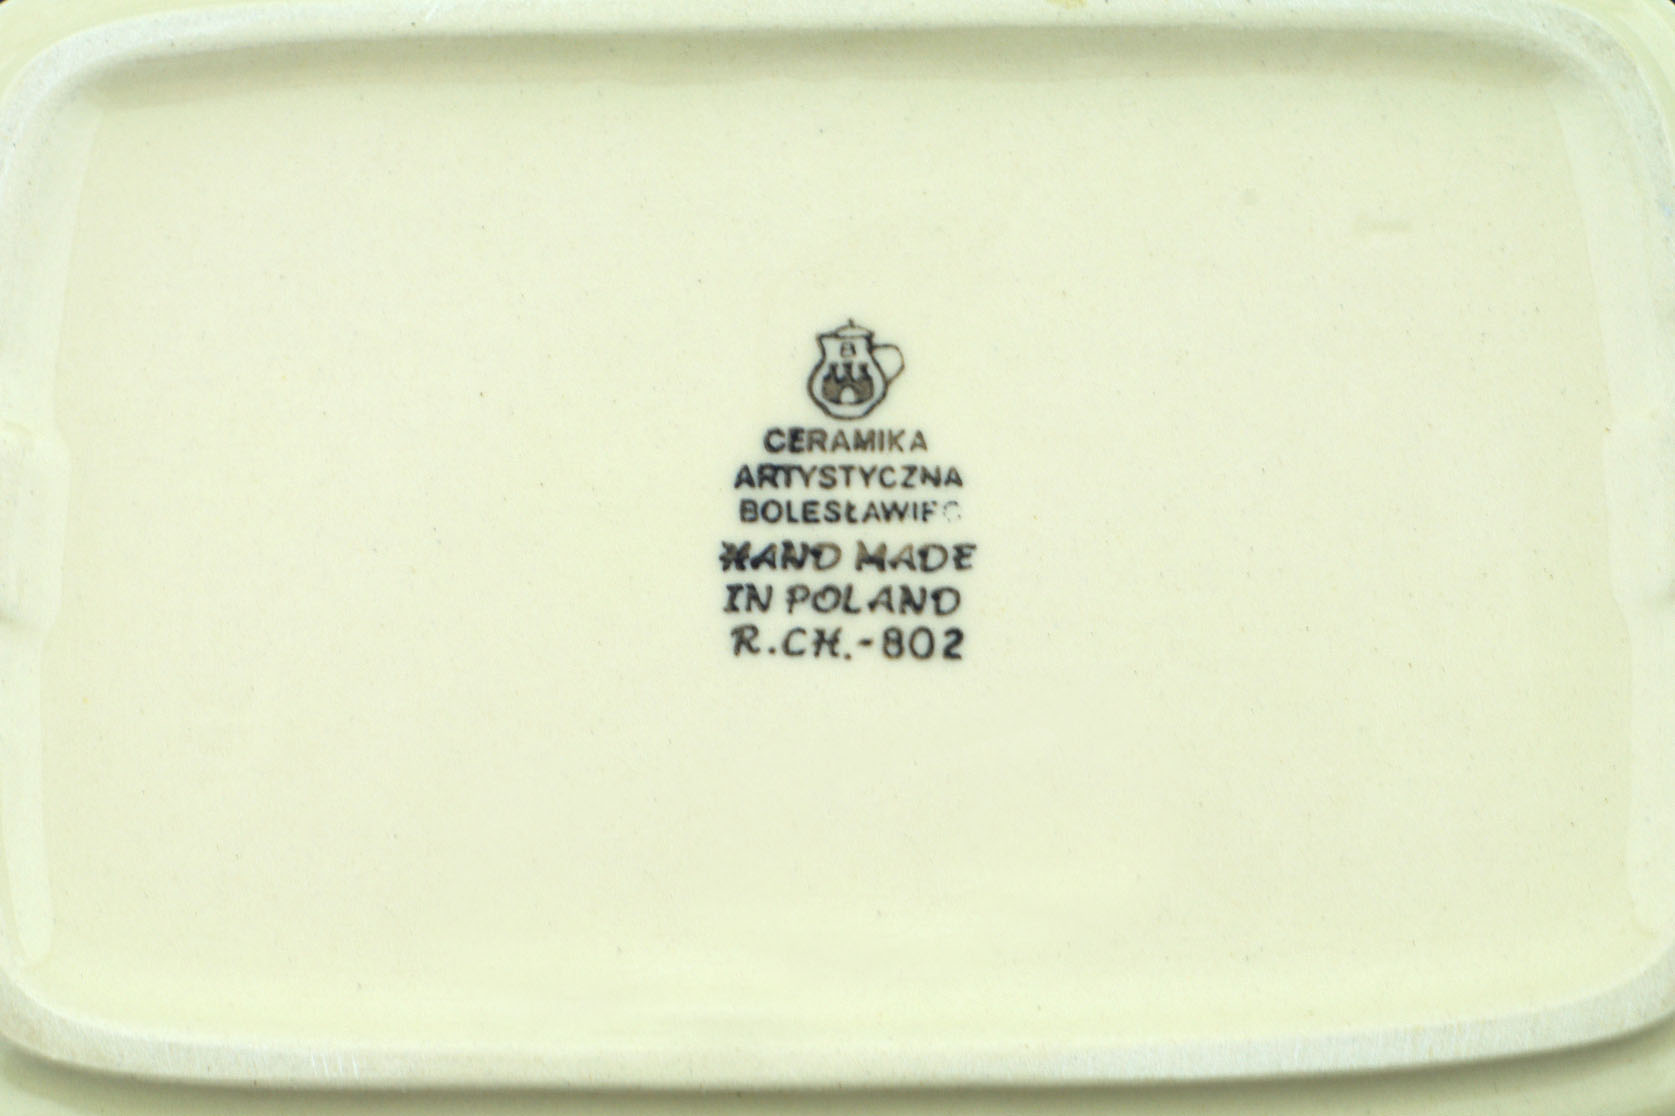 B
CERAMIKA
ARTYSTYCZNA
BOLESŁAWIEC
HAND MADE
IN POLAND
R.CH.-802